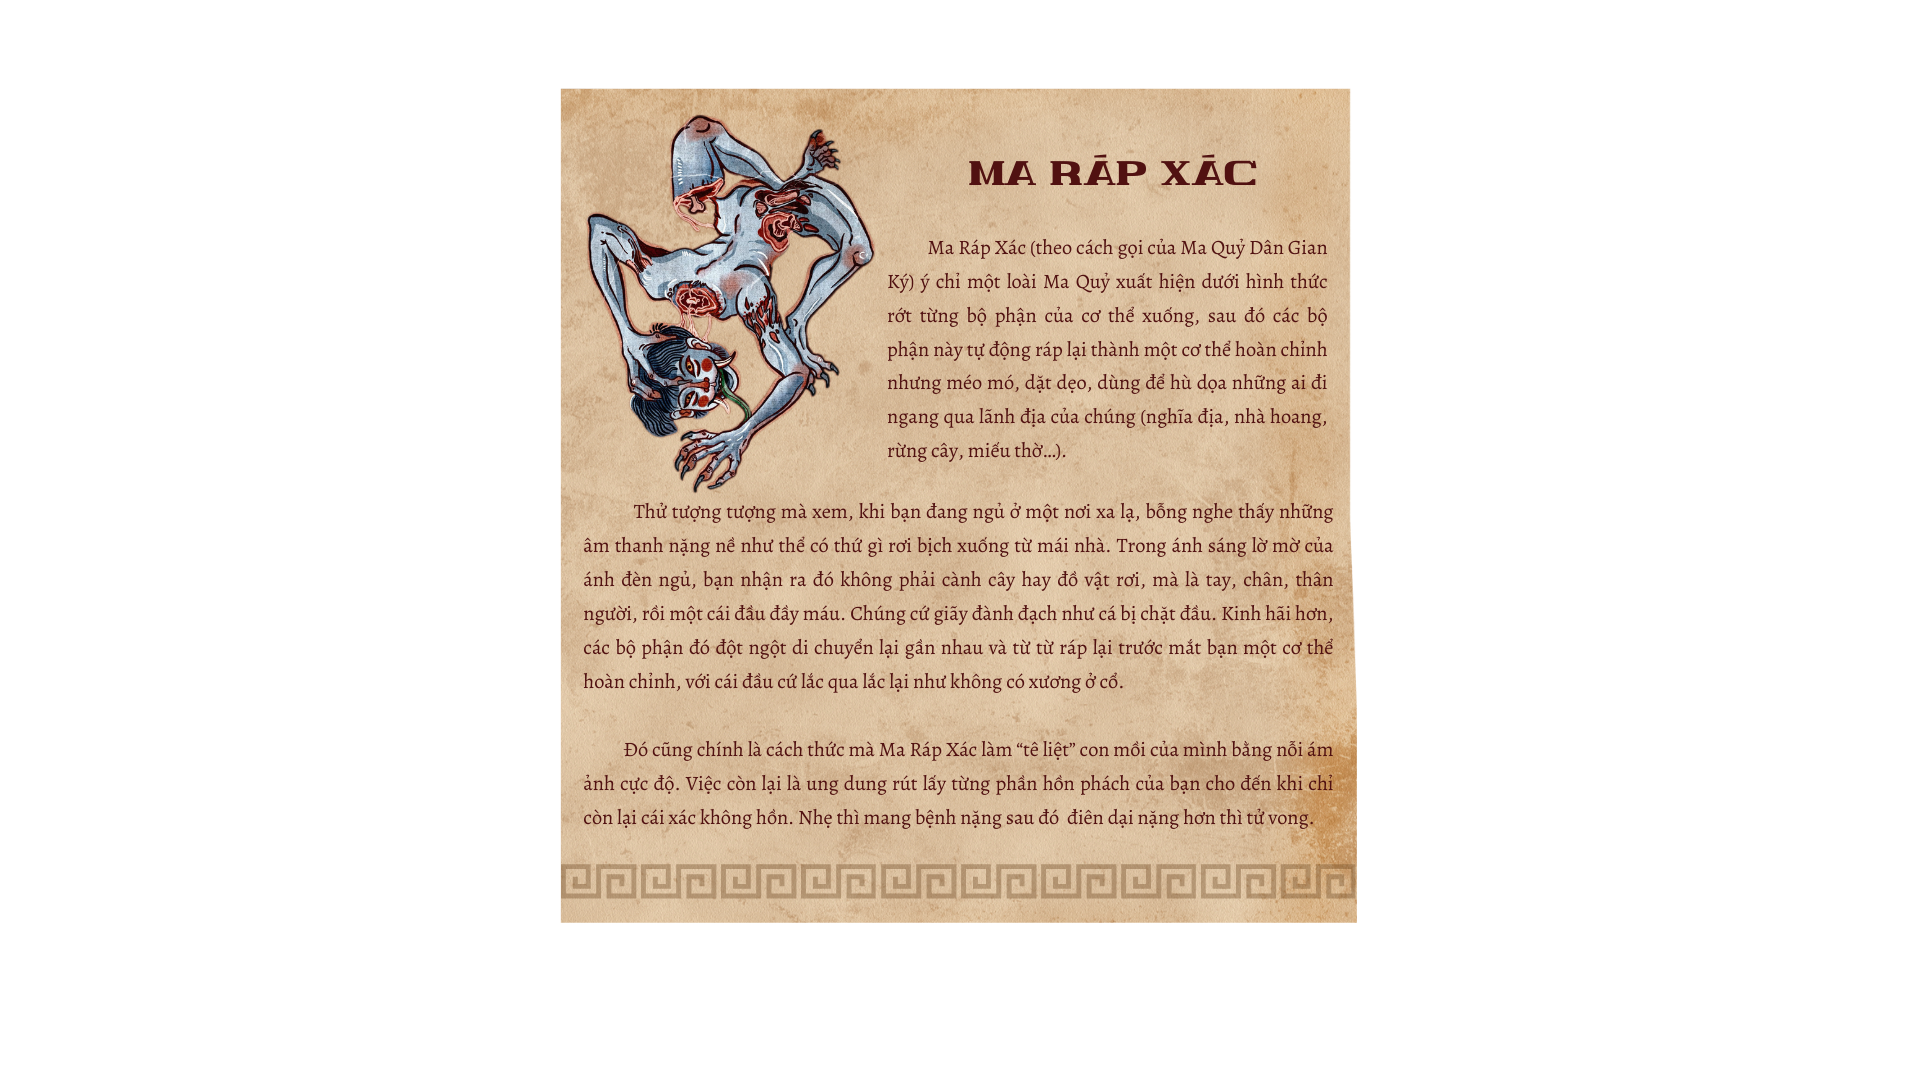 MA RÁP XÁC
Ma Ráp Xác (theo cách gọi của Ma Quỷ Dân Gian
Ký) ý chỉ một loài Ma Quỷ xuất hiện dưới hình thức
rớt từng bộ phận của cơ thể xuống, sau đó các bộ
phận này tự động ráp lại thành một cơ thể hoàn chỉnh
nhưng méo mó, dặt dẹo, dùng để hù dọa những ai đi
ngang qua lãnh địa của chúng (nghĩa địa, nhà hoang,
rừng cây, miếu thờ...).
Thử tượng tượng mà xem, khi bạn đang ngủ ở một nơi xa lạ, bỗng nghe thấy những
âm thanh nặng nề như thể có thứ gì rơi bịch xuống từ mái nhà. Trong ánh sáng lờ mờ của
ánh đèn ngủ, bạn nhận ra đó không phải cành cây hay đồ vật rơi, mà là tay, chân, thân
người, rồi một cái đầu đầy máu. Chúng cứ giãy đành đạch như cá bị chặt đầu. Kinh hãi hơn,
các bộ phận đó đột ngột di chuyển lại gần nhau và từ từ ráp lại trước mắt bạn một cơ thể
hoàn chỉnh, với cái đầu cứ lắc qua lắc lại như không có xương ở cổ.
Đó cũng chính là cách thức mà Ma Ráp Xác làm “tê liệt” con mồi của mình bằng nỗi ám
ảnh cực độ. Việc còn lại là ung dung rút lấy từng phần hồn phách của bạn cho đến khi chỉ
còn lại cái xác không hồn. Nhẹ thì mang bệnh nặng sau đó  điên dại nặng hơn thì tử vong.